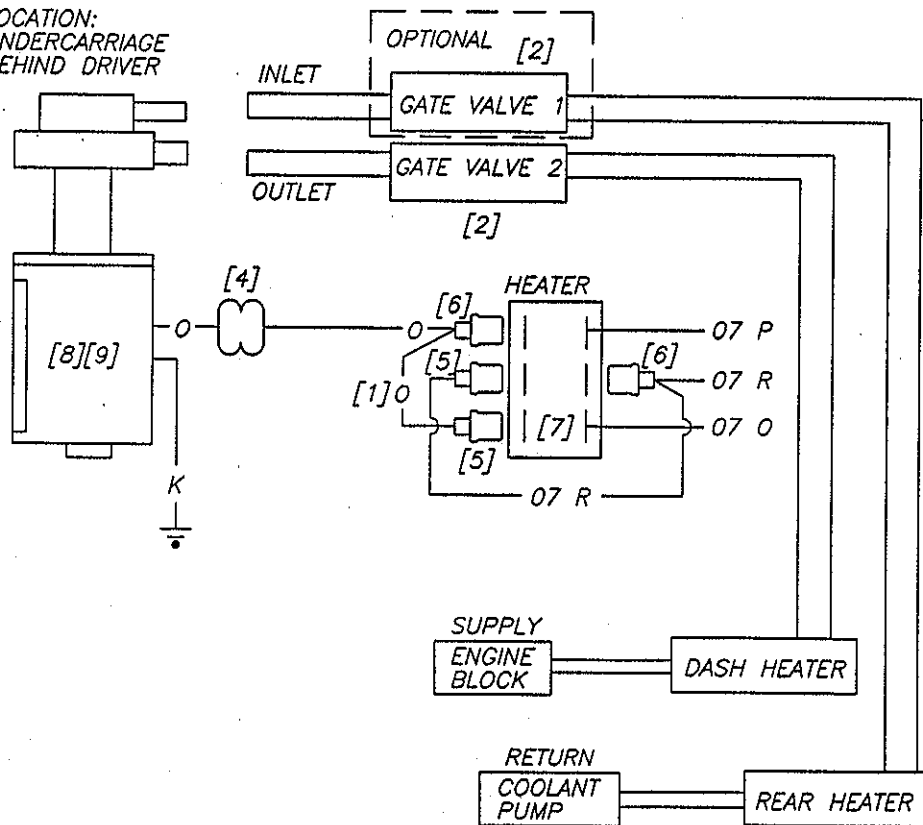 OCATION:
NDERCARRIAGE
EHIND DRIVER
OPTIONAL
[2]
INLET
GATE VALVE 1
GATE VALVE 2
OUTLET
[2]
[4]
HEATER
O
O
[6]
07 P
[8][9]
[5]
[6]
07 R
[1] O
[7]
07 O
[5]
K
07 R
SUPPLY
ENGINE
BLOCK
DASH HEATER
RETURN
COOLANT
PUMP
REAR HEATER